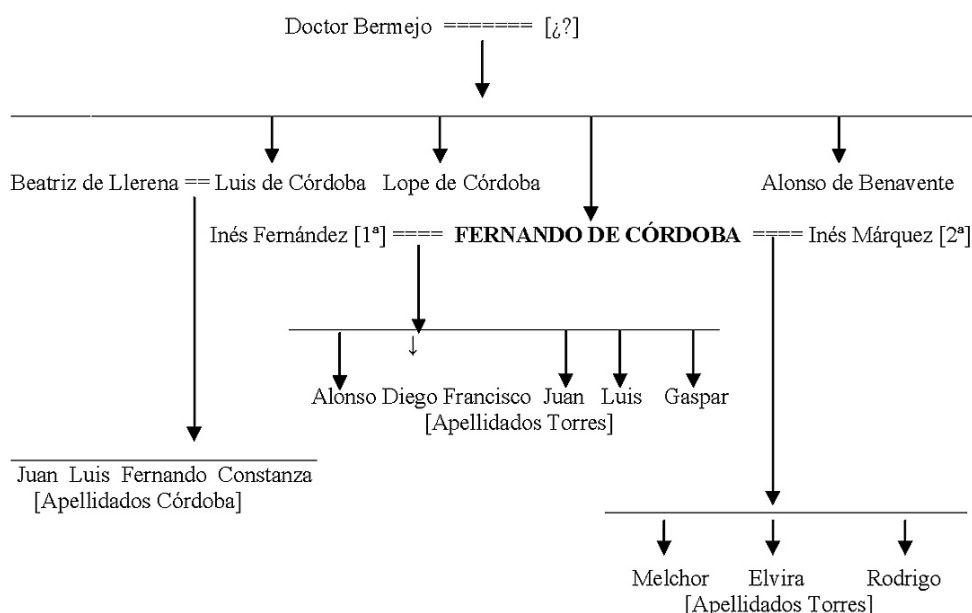 Doctor Bermejo ======= [¿?]
Beatriz de Llerena == Luis de Córdoba Lope de Córdoba Alonso de Benavente
Inés Fernández [1ª] ==== FERNANDO DE CÓRDOBA ==== Inés Márquez [2ª]
↓
Alonso Diego Francisco Juan Luis Gaspar
[Apellidados Torres]
Juan Luis Fernando Constanza
[Apellidados Córdoba]
Melchor Elvira Rodrigo
[Apellidados Torres]